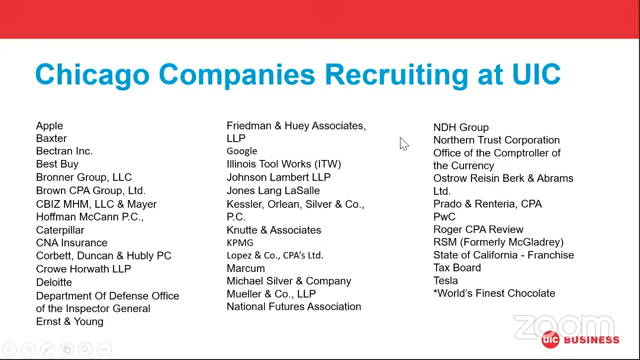 Chicago Companies Recruiting at UIC
Apple
Baxter
Bectran Inc.
Best Buy
Bronner Group, LLC
Brown CPA Group, Ltd.
CBIZ MHM, LLC & Mayer
Hoffman McCann P.C.,
Caterpillar
CNA Insurance
Corbett, Duncan & Hubly PC
Crowe Horwath LLP
Deloitte
Department Of Defense Office
of the Inspector General
Ernst & Young
Friedman & Huey Associates,
LLP
Google
Illinois Tool Works (ITW)
Johnson Lambert LLP
Jones Lang LaSalle
Kessler, Orlean, Silver & Co.,
P.C.
Knutte & Associates
KPMG
Lopez & Co., CPA's Ltd.
Marcum
Michael Silver & Company
Mueller & Co., LLP
National Futures Association
NDH Group
Northern Trust Corporation
Office of the Comptroller of
the Currency
Ostrow Reisin Berk & Abrams
Ltd.
Prado & Renteria, CPA
PwC
Roger CPA Review
RSM (Formerly McGladrey)
State of California - Franchise
Tax Board
Tesla
*World's Finest Chocolate
zoom
UIC BUSINESS